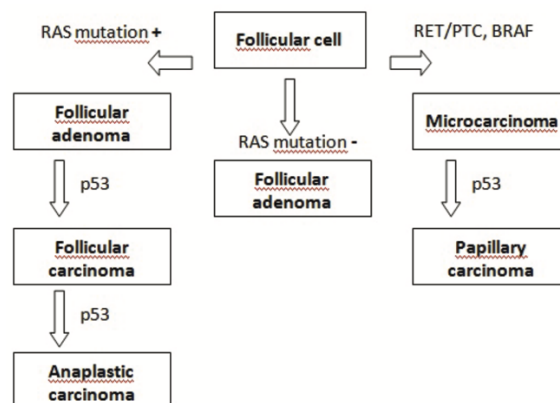 RAS mutation +
Follicular cell
RET/PTC, BRAF
Follicular
adenoma
RAS mutation -
Follicular
adenoma
Microcarcinoma
p53
p53
Follicular
carcinoma
Papillary
carcinoma
p53
Anaplastic
carcinoma